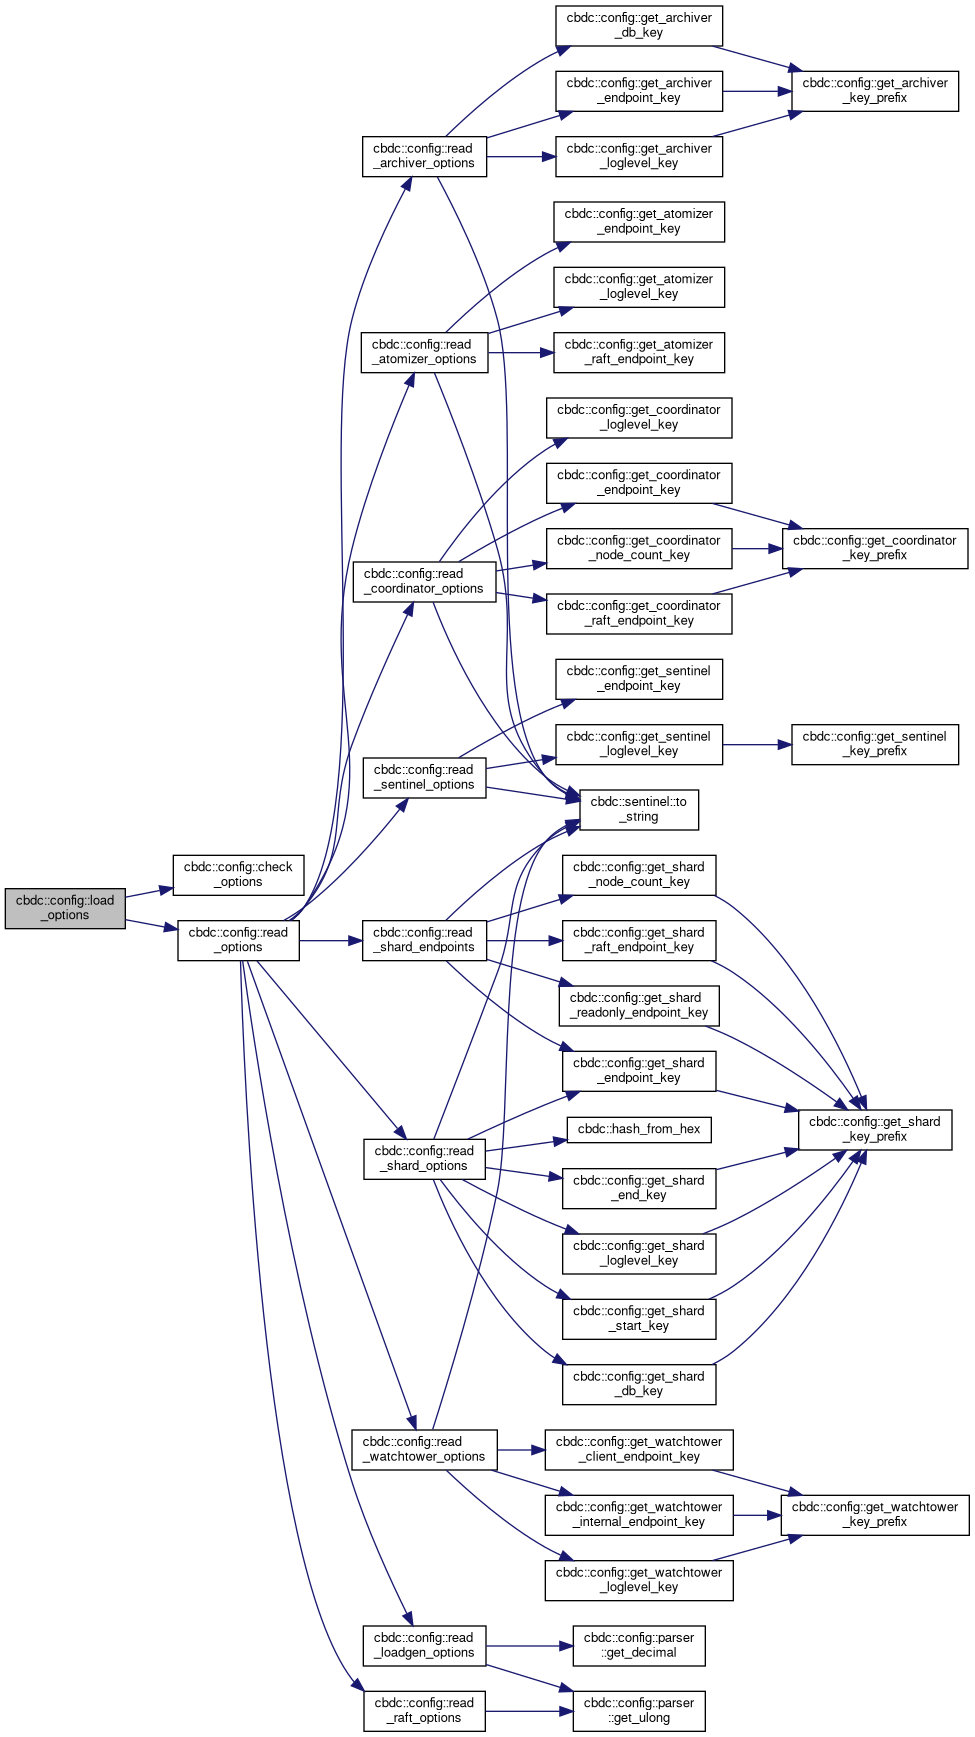 cbdc::config::get_archiver
_db_key
cbdc::config::get_archiver
_endpoint_key
cbdc::config::get_archiver
_key_prefix
cbdc::config::read
_archiver_options
cbdc::config::get_archiver
_loglevel_key
cbdc::config::get_atomizer
_endpoint_key
cbdc::config::get_atomizer
_loglevel_key
cbdc::config::read
_atomizer_options
cbdc::config::get_atomizer
_raft_endpoint_key
cbdc::config::get_coordinator
_loglevel_key
cbdc::config::get_coordinator
_endpoint_key
cbdc::config::get_coordinator
_node_count_key
cbdc::config::get_coordinator
_key_prefix
cbdc::config::read
_coordinator_options
cbdc::config::get_coordinator
_raft_endpoint_key
cbdc::config::get_sentinel
_endpoint_key
cbdc::config::get_sentinel
_loglevel_key
cbdc::config::get_sentinel
_key_prefix
cbdc::config::read
_sentinel_options
cbdc::sentinel::to
_string
cbdc::config::check
_options
cbdc::config::get_shard
_node_count_key
cbdc::config::load
_options
cbdc::config::read
_options
cbdc::config::read
_shard_endpoints
cbdc::config::get_shard
_raft_endpoint_key
cbdc::config::get_shard
_readonly_endpoint_key
cbdc::config::get_shard
_endpoint_key
cbdc::config::get_shard
_key_prefix
cbdc::hash_from_hex
cbdc::config::read
_shard_options
cbdc::config::get_shard
_end_key
cbdc::config::get_shard
_loglevel_key
cbdc::config::get_shard
_start_key
cbdc::config::get_shard
_db_key
cbdc::config::read
_watchtower_options
cbdc::config::get_watchtower
_client_endpoint_key
cbdc::config::get_watchtower
_internal_endpoint_key
cbdc::config::get_watchtower
_key_prefix
cbdc::config::get_watchtower
_loglevel_key
cbdc::config::read
_loadgen_options
cbdc::config::parser
::get_decimal
cbdc::config::read
_raft_options
cbdc::config::parser
::get_ulong